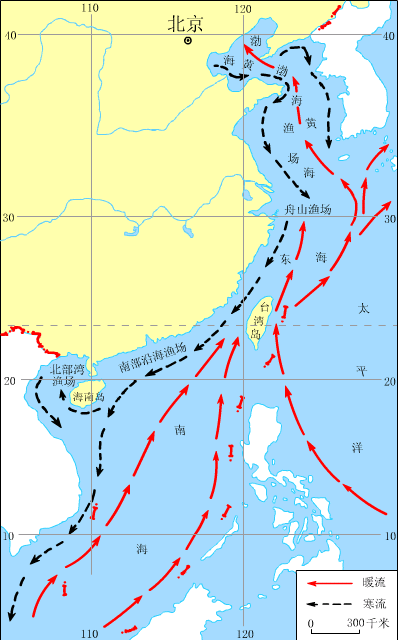 110
120
北京
40
40
渤
海
黄
渤
海
渔
场
黄
海
舟山渔场
30
30
东
海
台
湾
岛
太
平
洋
南部沿海渔场
北部湾
渔场
海南岛
20
20
南
海
10
10
暖流
寒流
0
300千米
110
120